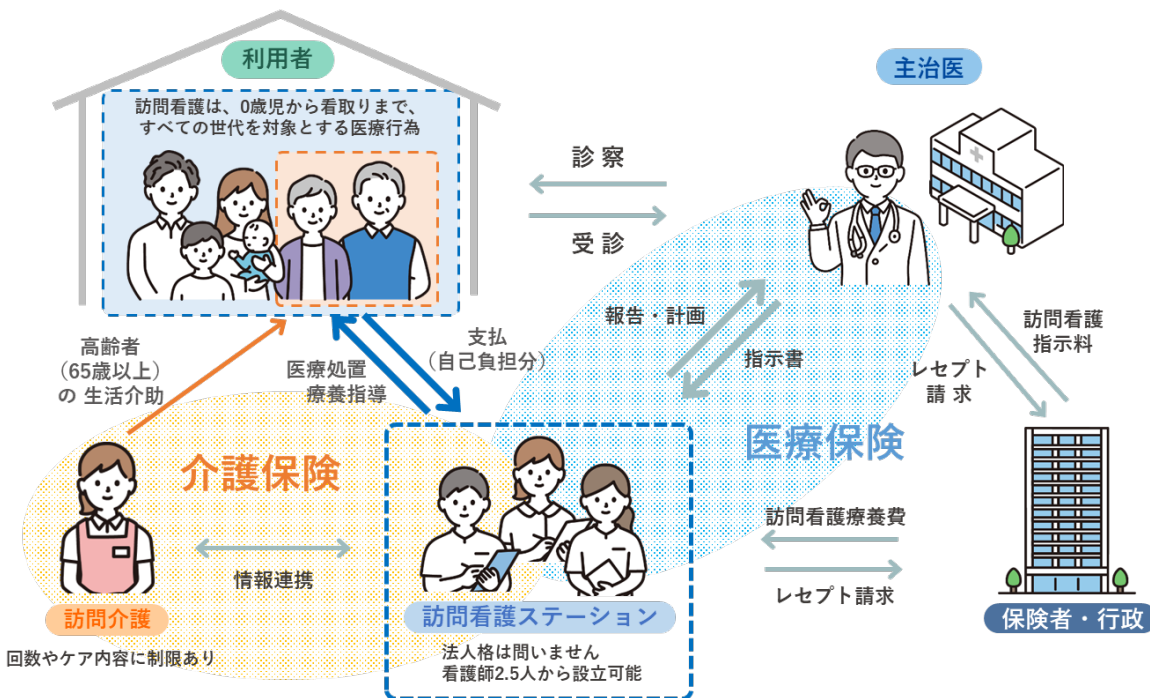 利用者
訪問看護は、0歳児から看取りまで、
すべての世代を対象とする医療行為
主治医
診 察
受 診
報告・計画
指示書
訪問看護
指示料
レセプト
請 求
高齢者
(65歳以上)
の 生活介助
医療処置
療養指導
支払
(自己負担分)
介護保険
医療保険
訪問看護療養費
レセプト請求
情報連携
訪問介護
回数やケア内容に制限あり
訪問看護ステーション
法人格は問いません
看護師2.5人から設立可能
保険者・行政